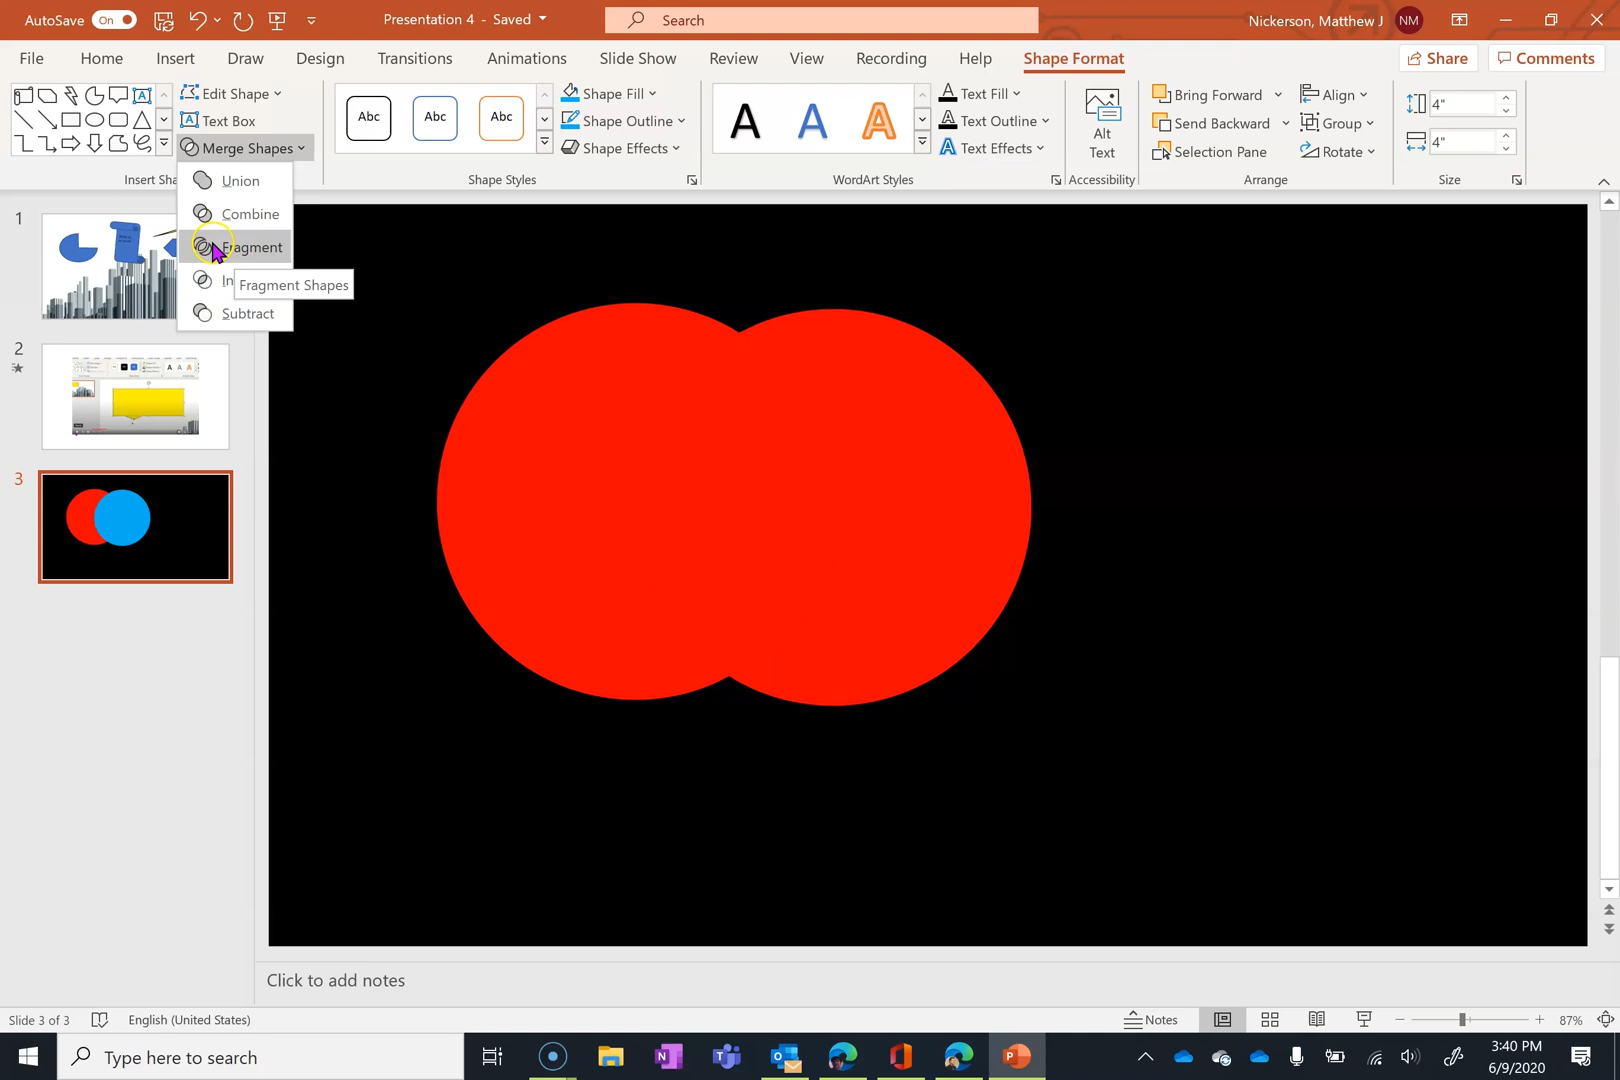 AutoSave On Presentation 4 - Saved Search Nickerson, Matthew J NM
File Home Insert Draw Design Transitions Animations Slide Show Review View Recording Help Shape Format Share Comments
Edit Shape
Text Box
Merge Shapes
Abc Abc Abc
Shape Fill
Shape Outline
Shape Effects
A A A
Text Fill
Text Outline
Text Effects
Alt
Text
Bring Forward
Send Backward
Selection Pane
Align
Group
Rotate
4"
4"
Insert Sha
Shape Styles
WordArt Styles
Accessibility
Arrange
Size
Union
Combine
Fragment
In
Subtract
Fragment Shapes
1
2
3
Click to add notes
Slide 3 of 3 English (United States) Notes 87%
Type here to search
3:40 PM
6/9/2020